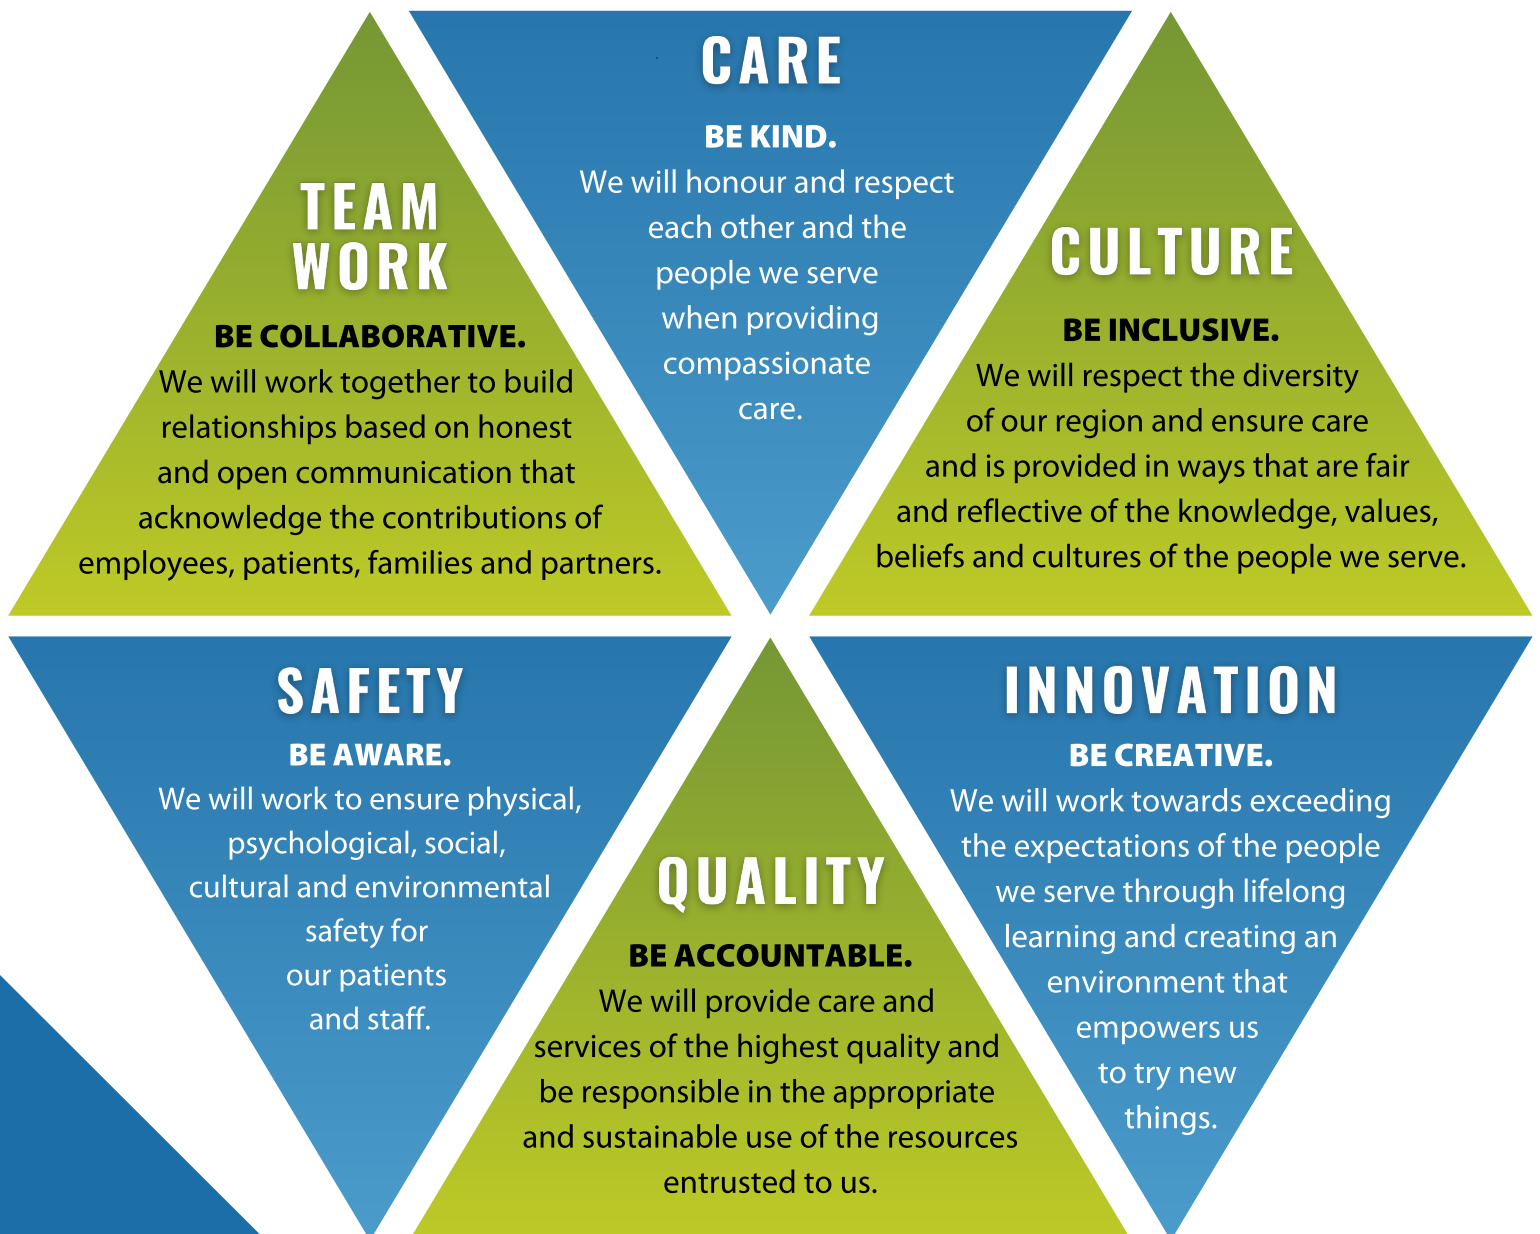 TEAM
WORK
BE COLLABORATIVE.
We will work together to build
relationships based on honest
and open communication that
acknowledge the contributions of
employees, patients, families and partners.
CARE
BE KIND.
We will honour and respect
each other and the
people we serve
when providing
compassionate
care.
CULTURE
BE INCLUSIVE.
We will respect the diversity
of our region and ensure care
and is provided in ways that are fair
and reflective of the knowledge, values,
beliefs and cultures of the people we serve.
SAFETY
BE AWARE.
We will work to ensure physical,
psychological, social,
cultural and environmental
safety for
our patients
and staff.
QUALITY
BE ACCOUNTABLE.
We will provide care and
services of the highest quality and
be responsible in the appropriate
and sustainable use of the resources
entrusted to us.
INNOVATION
BE CREATIVE.
We will work towards exceeding
the expectations of the people
we serve through lifelong
learning and creating an
environment that
empowers us
to try new
things.